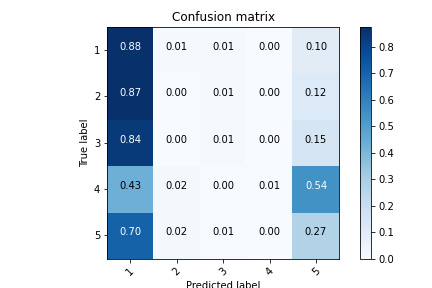 Confusion matrix
1 0.88 0.01 0.01 0.00 0.10
2 0.87 0.00 0.01 0.00 0.12
3 0.84 0.00 0.01 0.00 0.15
4 0.43 0.02 0.00 0.01 0.54
5 0.70 0.02 0.01 0.00 0.27
True label
1 2 3 4 5
Predicted label
0.8
0.7
0.6
0.5
0.4
0.3
0.2
0.1
0.0